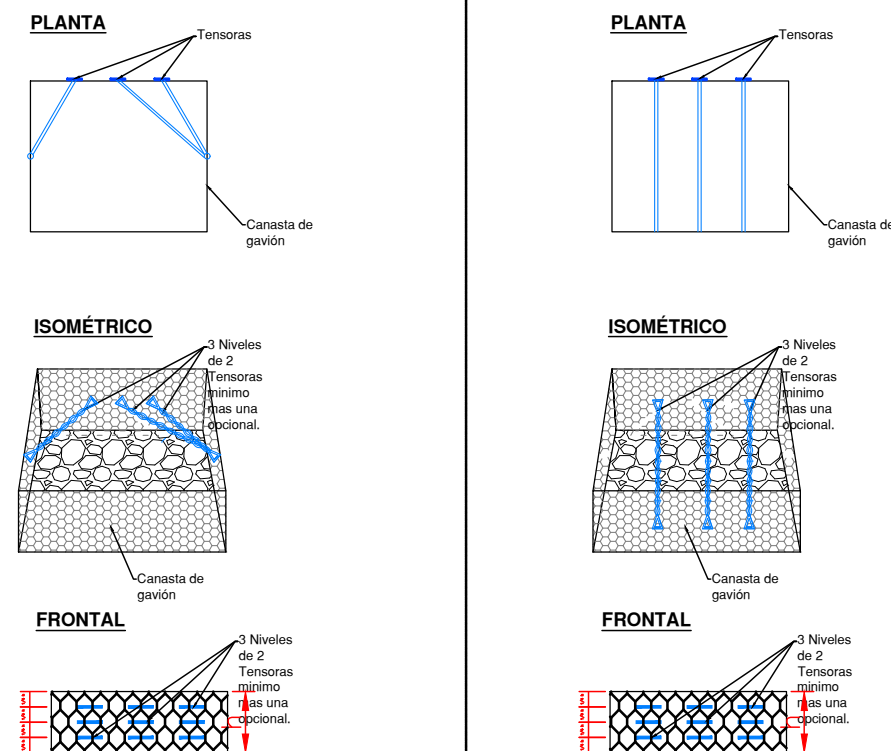 PLANTA
Tensoras
Canasta de
gavión
ISOMÉTRICO
3 Niveles
de 2
Tensoras
minimo
mas una
opcional.
Canasta de
gavión
FRONTAL
3 Niveles
de 2
Tensoras
minimo
mas una
opcional.
PLANTA
Tensoras
Canasta de
gavión
ISOMÉTRICO
3 Niveles
de 2
Tensoras
minimo
mas una
opcional.
Canasta de
gavión
FRONTAL
3 Niveles
de 2
Tensoras
minimo
mas una
opcional.